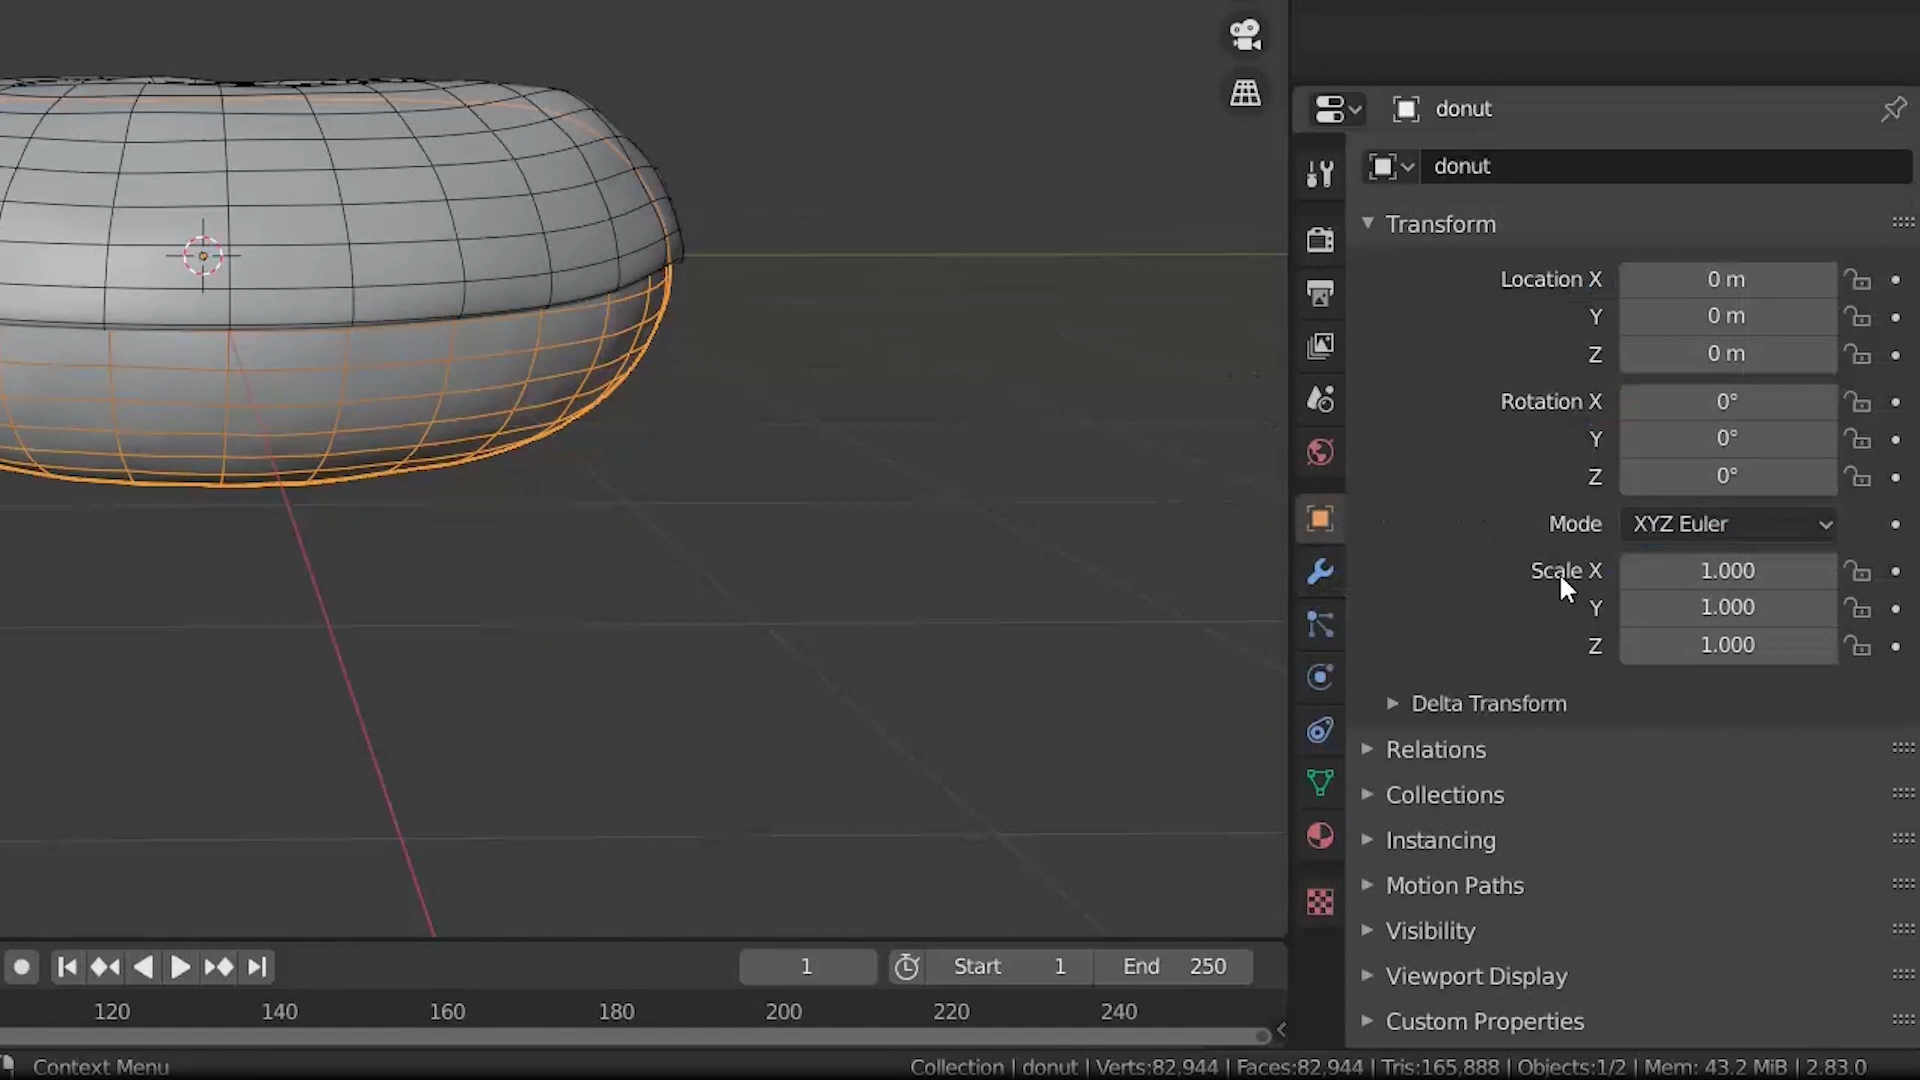 donut
donut
Transform
Location X 0 m
Y 0 m
Z 0 m
Rotation X 0°
Y 0°
Z 0°
Mode XYZ Euler
Scale X 1.000
Y 1.000
Z 1.000
Delta Transform
Relations
Collections
Instancing
Motion Paths
Visibility
Viewport Display
Custom Properties
1 Start 1 End 250
120 140 160 180 200 220 240
Context Menu Collection | donut | Verts:82,944 | Faces:82,944 | Tris:165,888 | Objects:1/2 | Mem: 43.2 MiB | 2.83.0